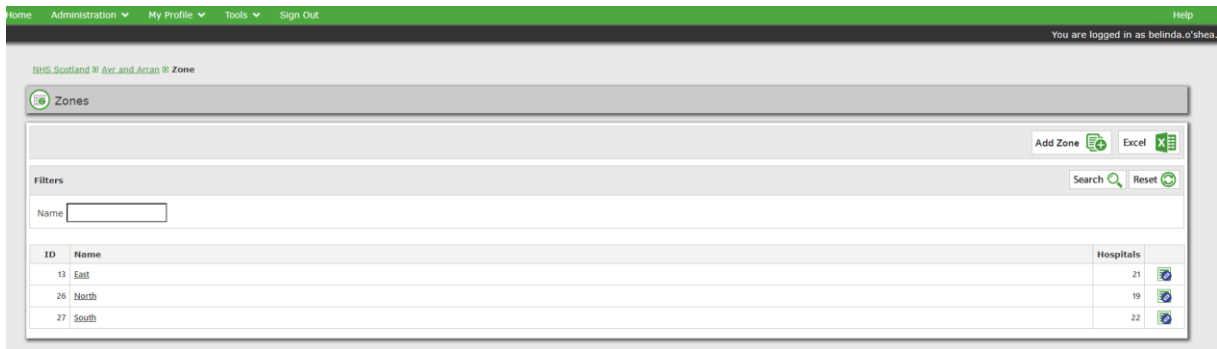 Home Administration My Profile Tools Sign Out Help
You are logged in as belinda.o'shea.
NHS Scotland Ayr and Arran Zone
Zones
Add Zone Excel
Filters Search Reset
Name
ID Name Hospitals
13 East 21
26 North 19
27 South 22